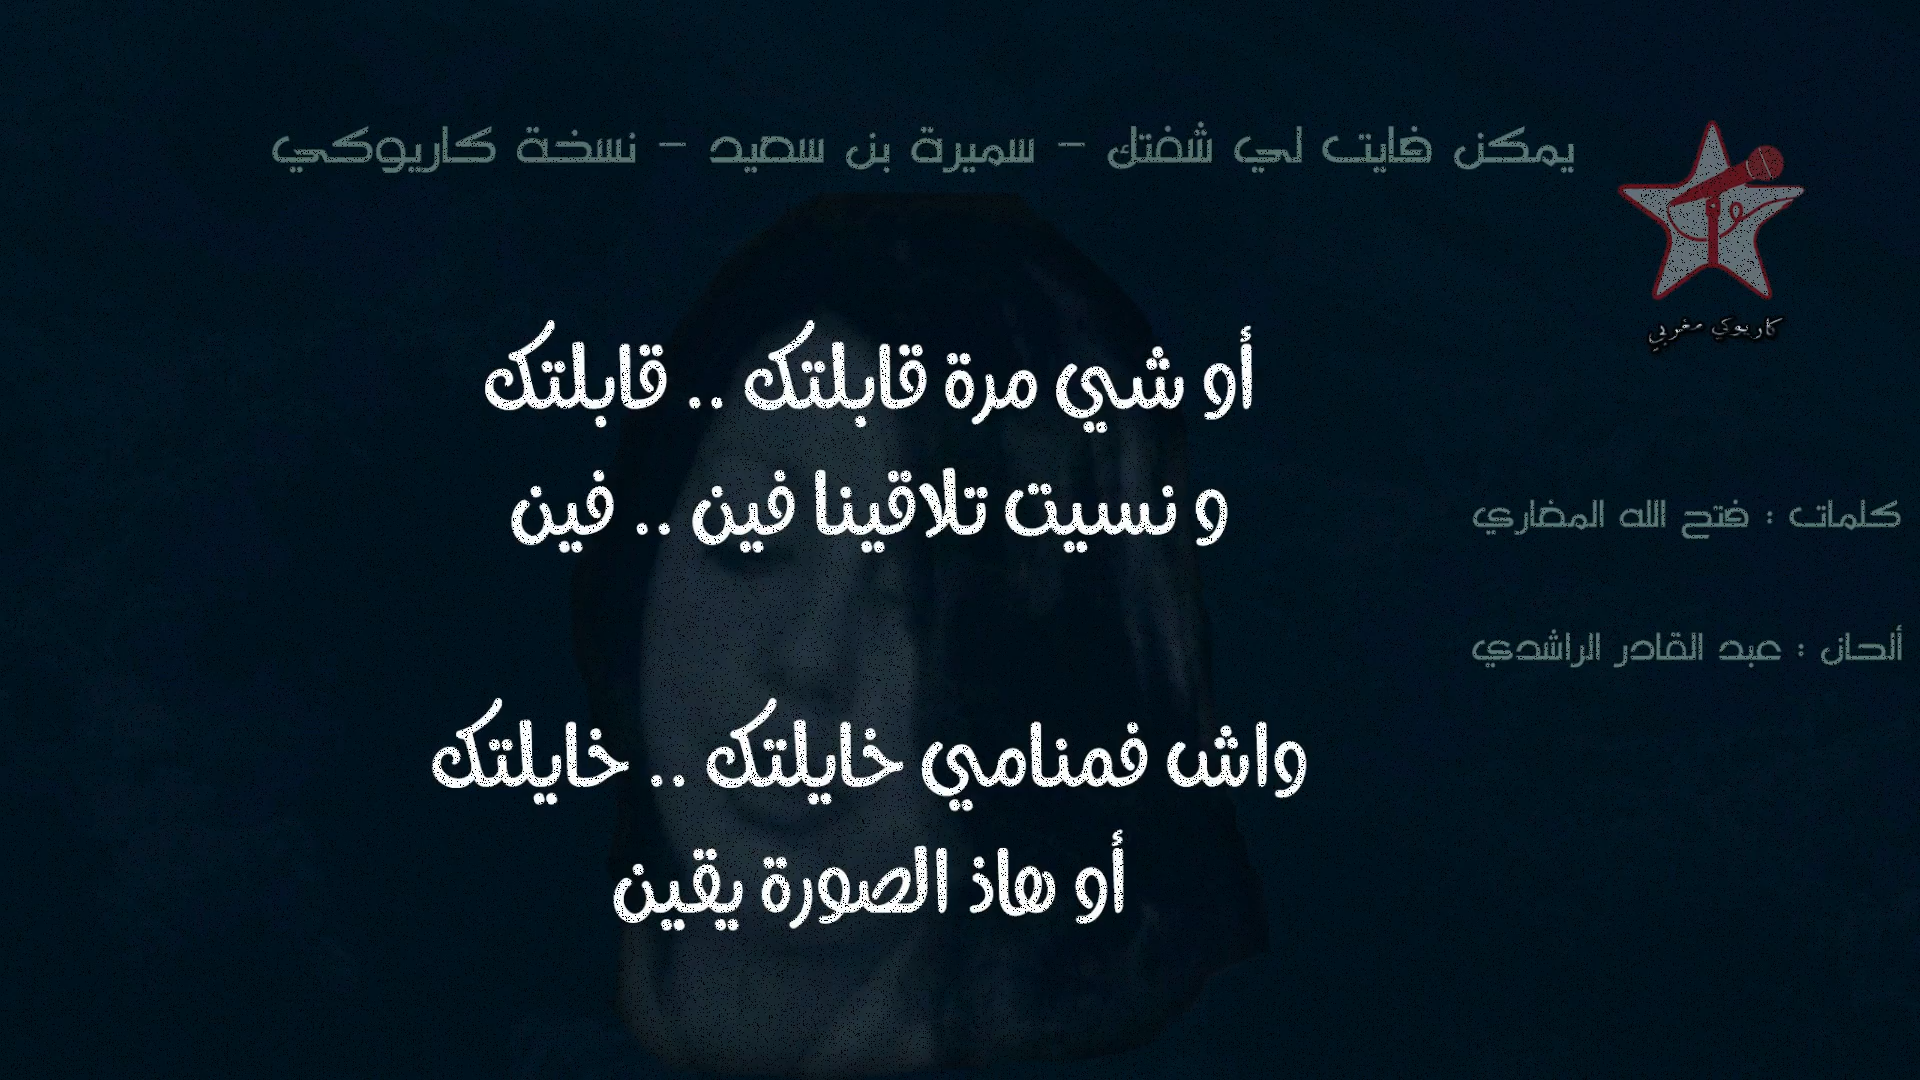 يمكن فايت لي شفتك - سميرة بن سعيد - نسخة كاريوكي
كاريوكي مغربي
أو شي مرة قابلتك .. قابلتك
و نسيت تلاقينا فين .. فين
كلمات : فتح الله المغاري
ألحان : عبد القادر الراشدي
واش فمنامي خايلتك .. خايلتك
أو هاذ الصورة يقين